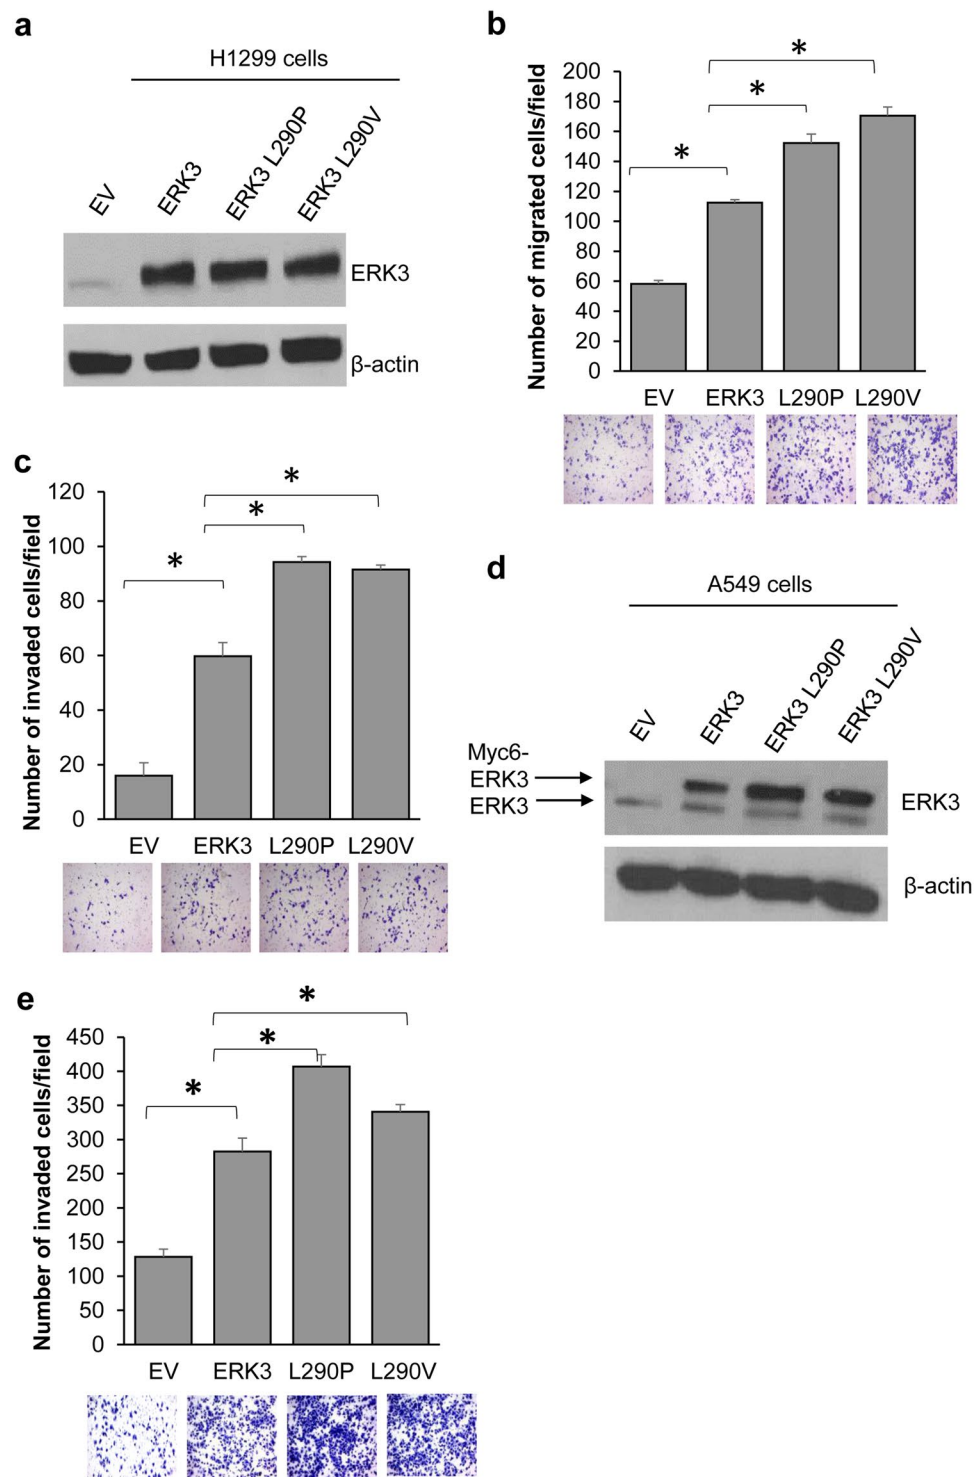 a
H1299 cells
EV
ERK3
ERK3 L290P
ERK3 L290V
ERK3
β-actin
b
Number of migrated cells/field
200
180
160
140
120
100
80
60
40
20
0
*
*
*
EV ERK3 L290P L290V
c
Number of invaded cells/field
120
100
80
60
40
20
0
*
*
*
EV ERK3 L290P L290V
d
A549 cells
EV
ERK3
ERK3 L290P
ERK3 L290V
Myc6-
ERK3
ERK3
ERK3
β-actin
e
Number of invaded cells/field
450
400
350
300
250
200
150
100
50
0
*
*
*
EV ERK3 L290P L290V